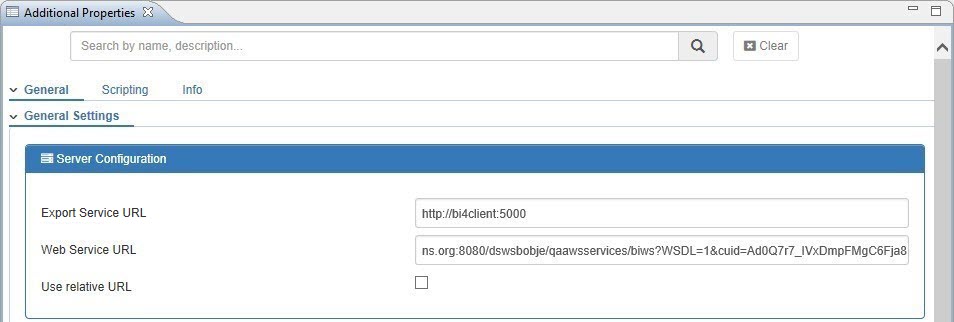 Additional Properties
Search by name, description...
Clear
General Scripting Info
General Settings
Server Configuration
Export Service URL http://bi4client:5000
Web Service URL ns.org:8080/dswsbobje/qaawsservices/biws?WSDL=1&cuid=Ad0Q7r7_IVxDmpFMgC6Fja8
Use relative URL